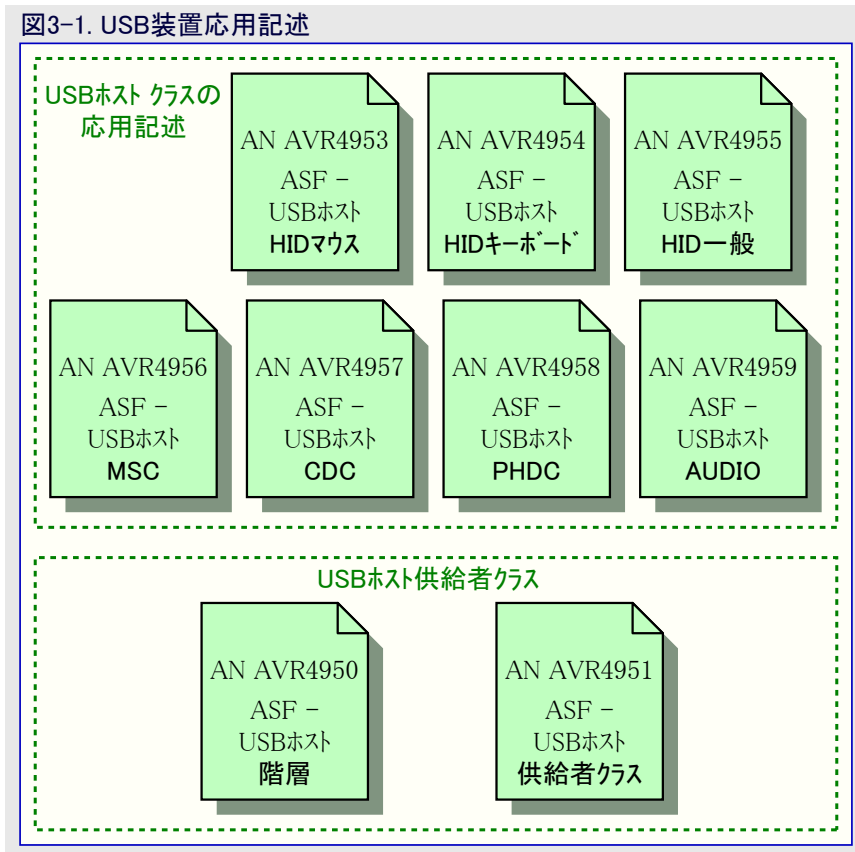 図3-1. USB装置応用記述
USBﾎｽﾄ ｸﾗｽの
応用記述
AN AVR4953
ASF -
USBﾎｽﾄ
HIDﾏｳｽ
AN AVR4954
ASF -
USBﾎｽﾄ
HIDｷｰﾎﾞｰﾄﾞ
AN AVR4955
ASF -
USBﾎｽﾄ
HID一般
AN AVR4956
ASF -
USBﾎｽﾄ
MSC
AN AVR4957
ASF -
USBﾎｽﾄ
CDC
AN AVR4958
ASF -
USBﾎｽﾄ
PHDC
AN AVR4959
ASF -
USBﾎｽﾄ
AUDIO
USBﾎｽﾄ供給者ｸﾗｽ
AN AVR4950
ASF -
USBﾎｽﾄ
階層
AN AVR4951
ASF -
USBﾎｽﾄ
供給者ｸﾗｽ